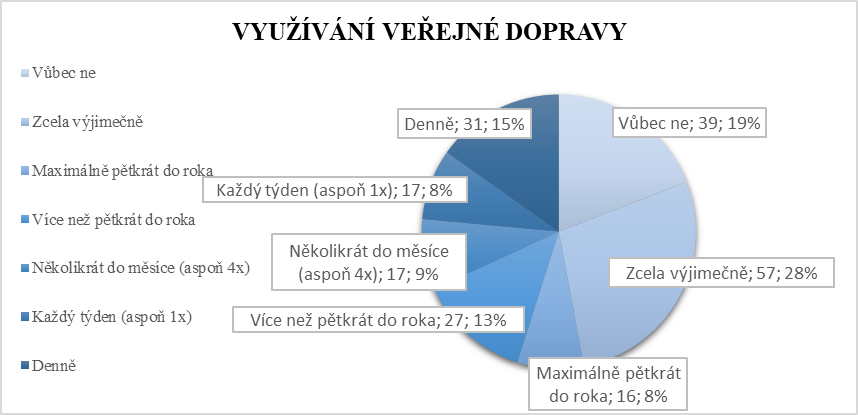 VYUŽÍVÁNÍ VEŘEJNÉ DOPRAVY
Vůbec ne
Zcela výjimečně
Maximálně pětkrát do roka
Více než pětkrát do roka
Několikrát do měsíce (aspoň 4x)
Každý týden (aspoň 1x)
Denně
Denně; 31; 15%
Vůbec ne; 39; 19%
Každý týden (aspoň 1x); 17; 8%
Několikrát do měsíce
(aspoň 4x); 17; 9%
Zcela výjimečně; 57; 28%
Více než pětkrát do roka; 27; 13%
Maximálně pětkrát
do roka; 16; 8%